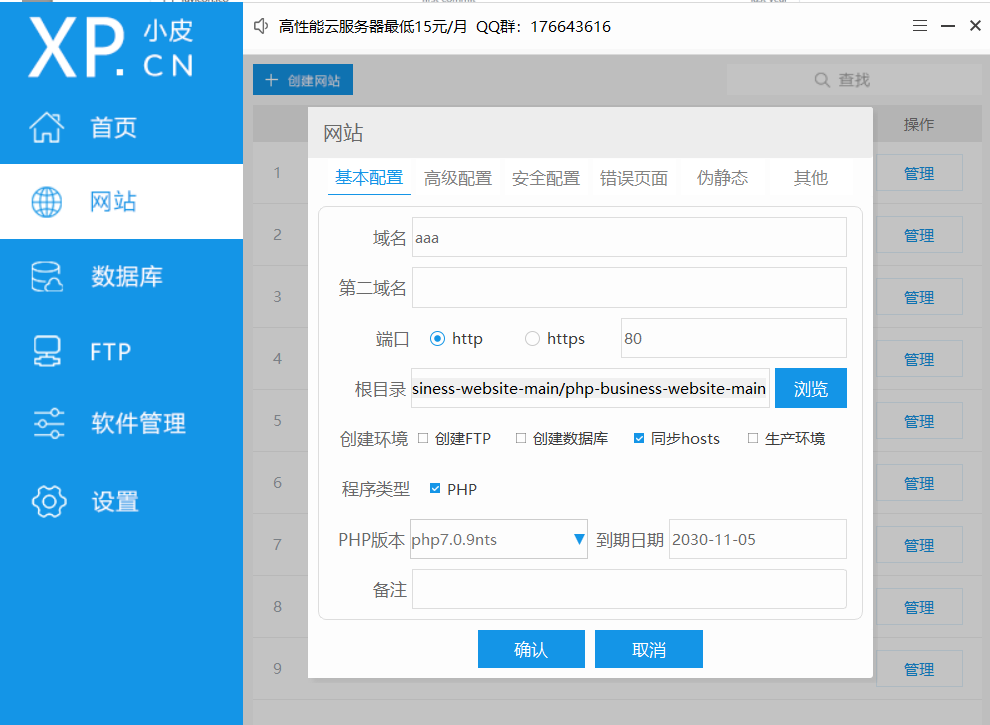 XP.小皮CN
高性能云服务器最低15元/月 QQ群：176643616
首页
网站
数据库
FTP
软件管理
设置
创建网站
查找
操作
1
管理
2
管理
3
管理
4
管理
5
管理
6
管理
7
管理
8
管理
9
管理
网站
基本配置 高级配置 安全配置 错误页面 伪静态 其他
域名 aaa
第二域名
端口 http https 80
根目录 siness-website-main/php-business-website-main 浏览
创建环境 创建FTP 创建数据库 同步hosts 生产环境
程序类型 PHP
PHP版本 php7.0.9nts 到期日期 2030-11-05
备注
确认 取消